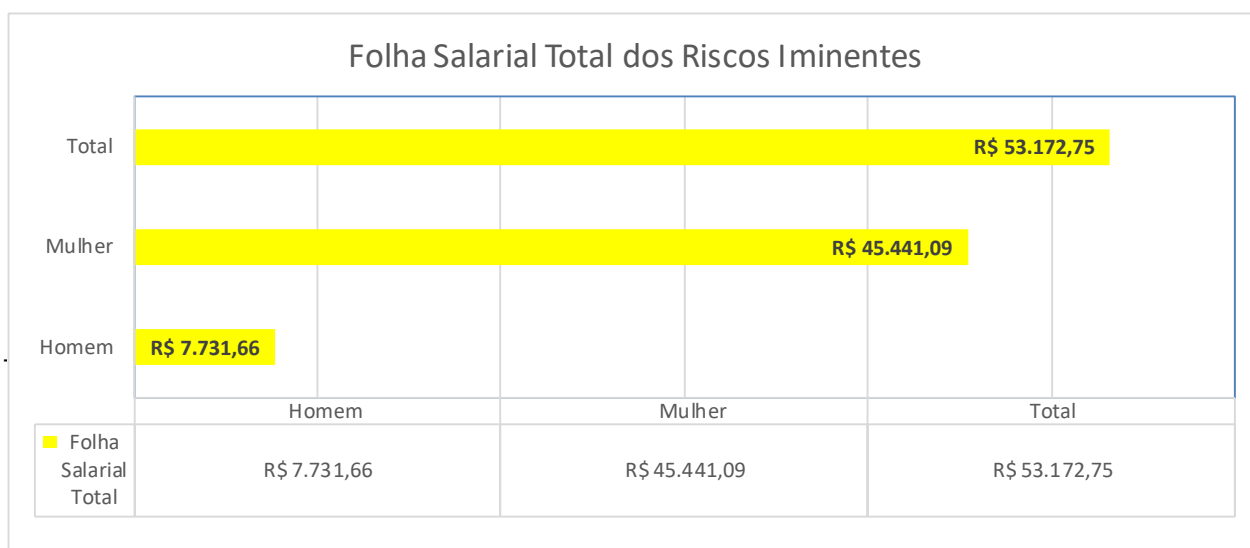 Folha Salarial Total dos Riscos Iminentes
Total
R$ 53.172,75
Mulher
R$ 45.441,09
Homem
R$ 7.731,66
Homem Mulher Total
Folha
Salarial
Total
R$ 7.731,66 R$ 45.441,09 R$ 53.172,75